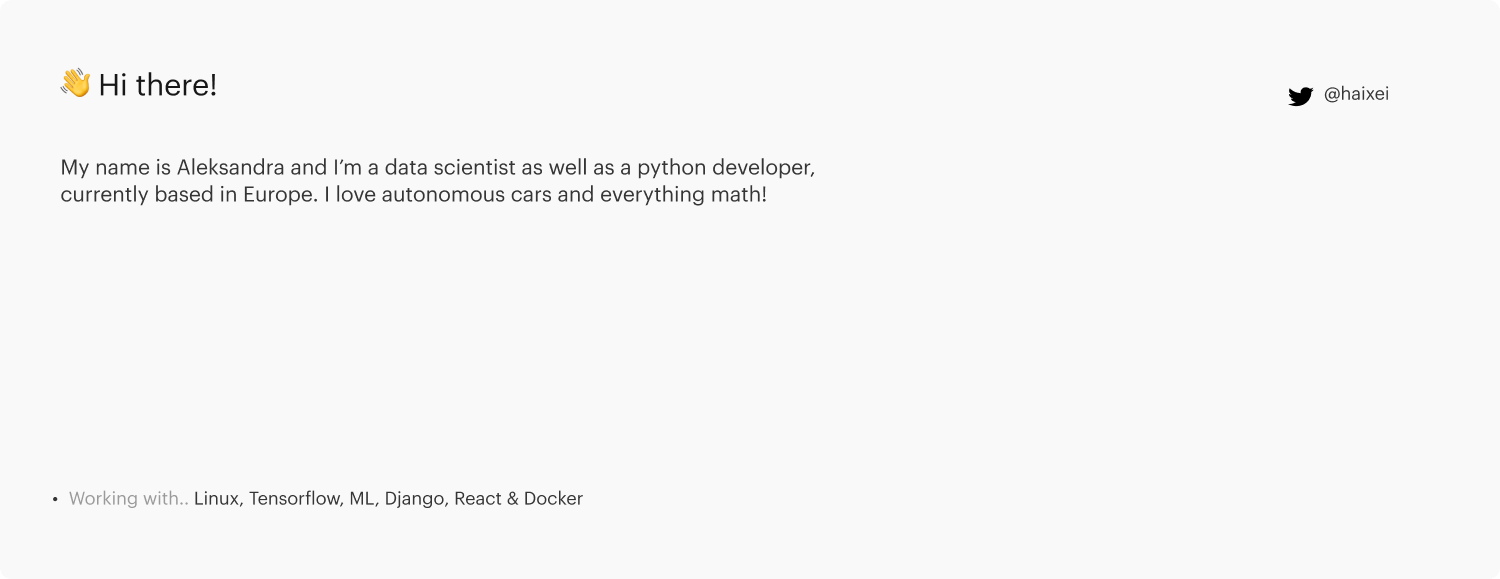 👋 Hi there!
@haixei
My name is Aleksandra and I’m a data scientist as well as a python developer,
currently based in Europe. I love autonomous cars and everything math!
• Working with.. Linux, Tensorflow, ML, Django, React & Docker